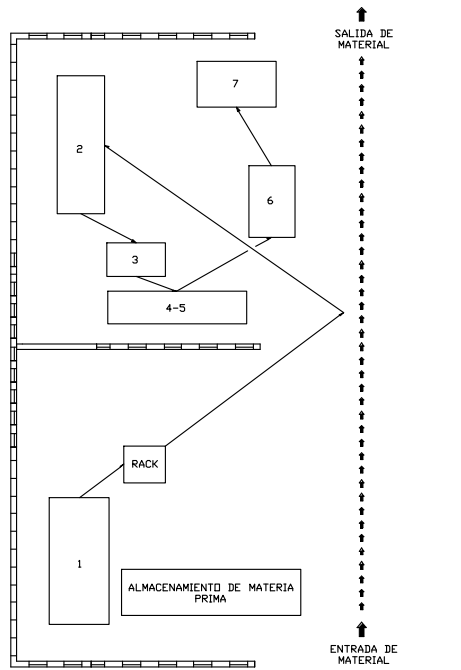 SALIDA DE
MATERIAL
7
2
6
3
4-5
RACK
1
ALMACENAMIENTO DE MATERIA
PRIMA
ENTRADA DE
MATERIAL